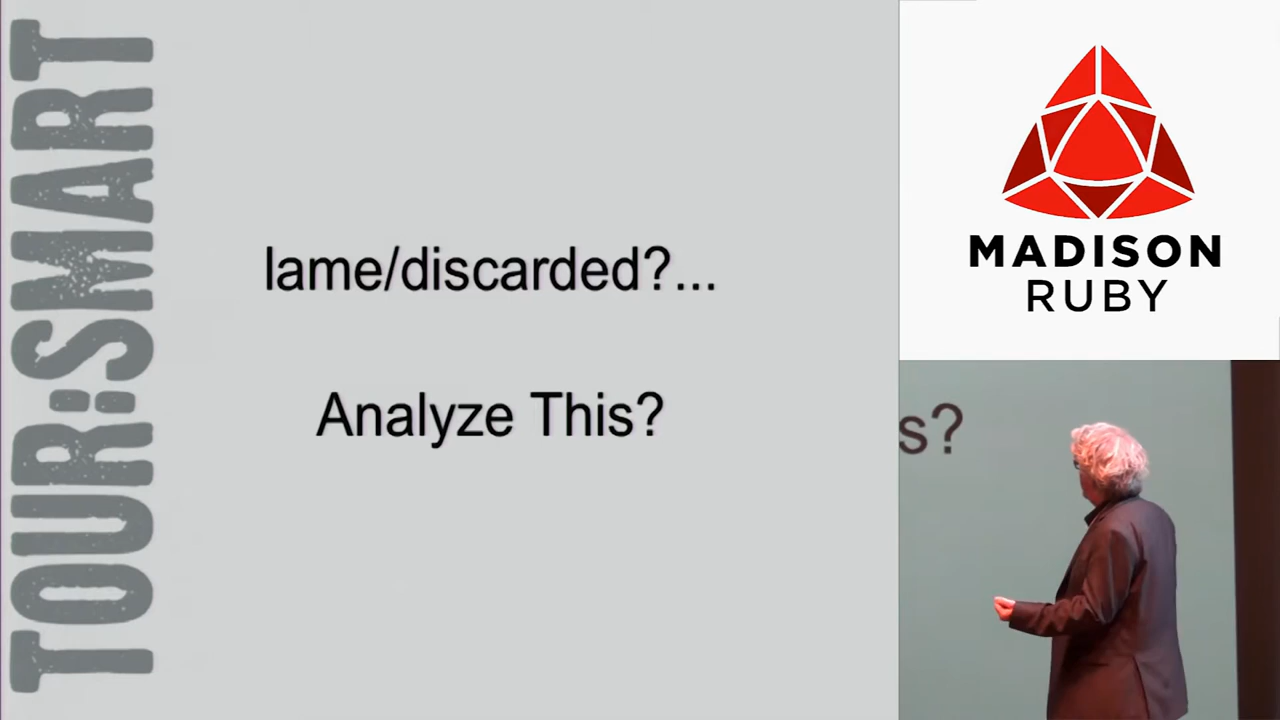 TOUR:SMART
lame/discarded?...
Analyze This?
MADISON
RUBY
s?